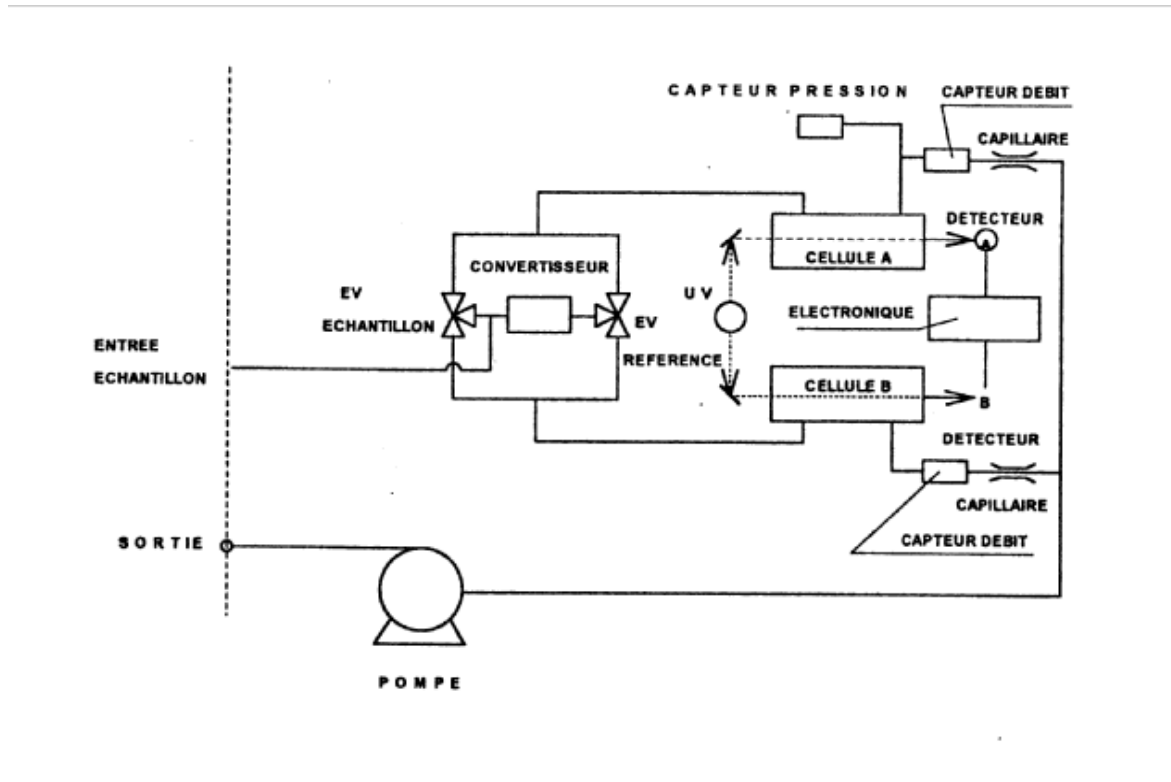 CAPTEUR PRESSION
CAPTEUR DEBIT
CAPILLAIRE
DETECTEUR
A
CELLULE A
CONVERTISSEUR
EV
ECHANTILLON
EV
REFERENCE
U V
ELECTRONIQUE
ENTREE
ECHANTILLON
CELLULE B
B
DETECTEUR
CAPILLAIRE
CAPTEUR DEBIT
SORTIE
POMPE